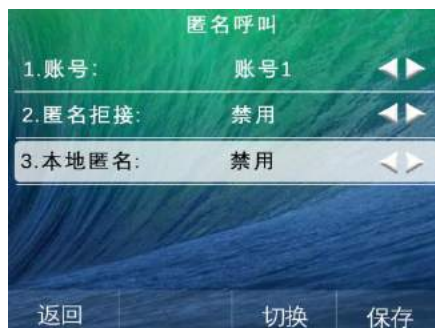 匿名呼叫
1.账号: 账号1
2.匿名拒接: 禁用
3.本地匿名: 禁用
返回 切换 保存